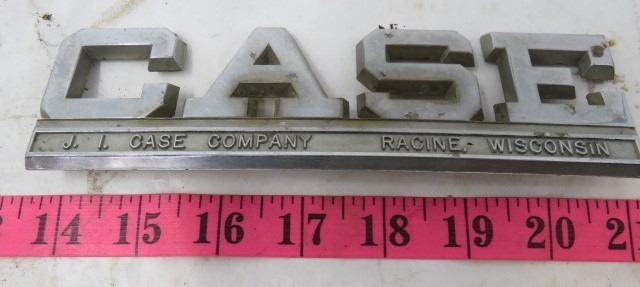 CASE
J. I. CASE COMPANY RACINE, WISCONSIN
14 15 16 17 18 19 20